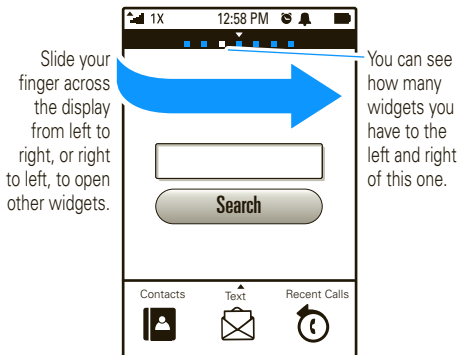 1X 12:58 PM
Slide your
finger across
the display
from left to
right, or right
to left, to open
other widgets.
You can see
how many
widgets you
have to the
left and right
of this one.
Search
Contacts Text Recent Calls